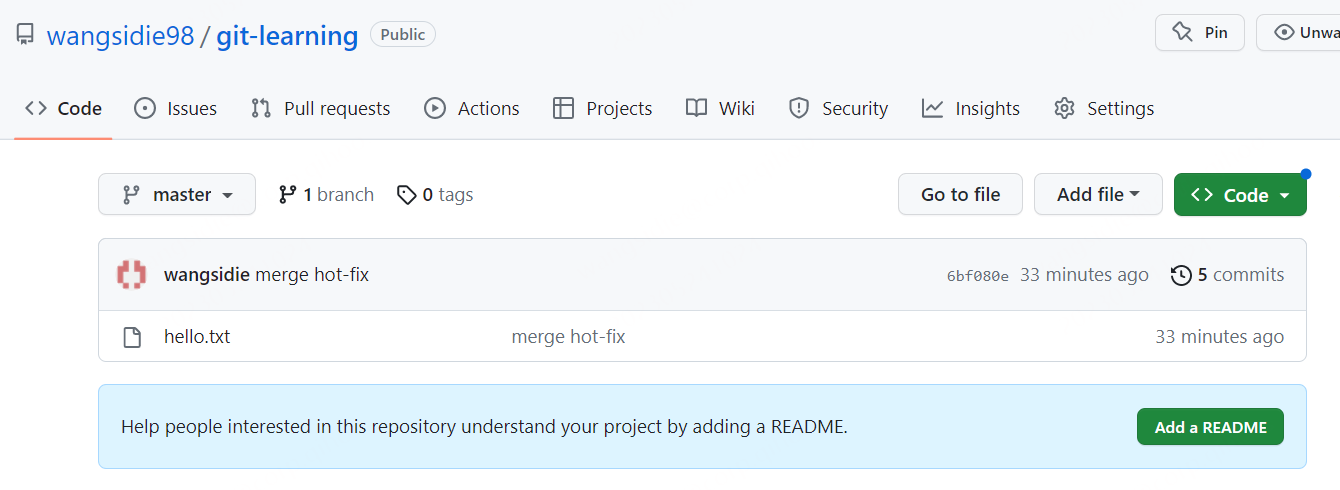 wangsidie98 / git-learning Public Pin Unwa
Code Issues Pull requests Actions Projects Wiki Security Insights Settings
master 1 branch 0 tags Go to file Add file Code
wangsidie merge hot-fix 6bf080e 33 minutes ago 5 commits
hello.txt merge hot-fix 33 minutes ago
Help people interested in this repository understand your project by adding a README. Add a README